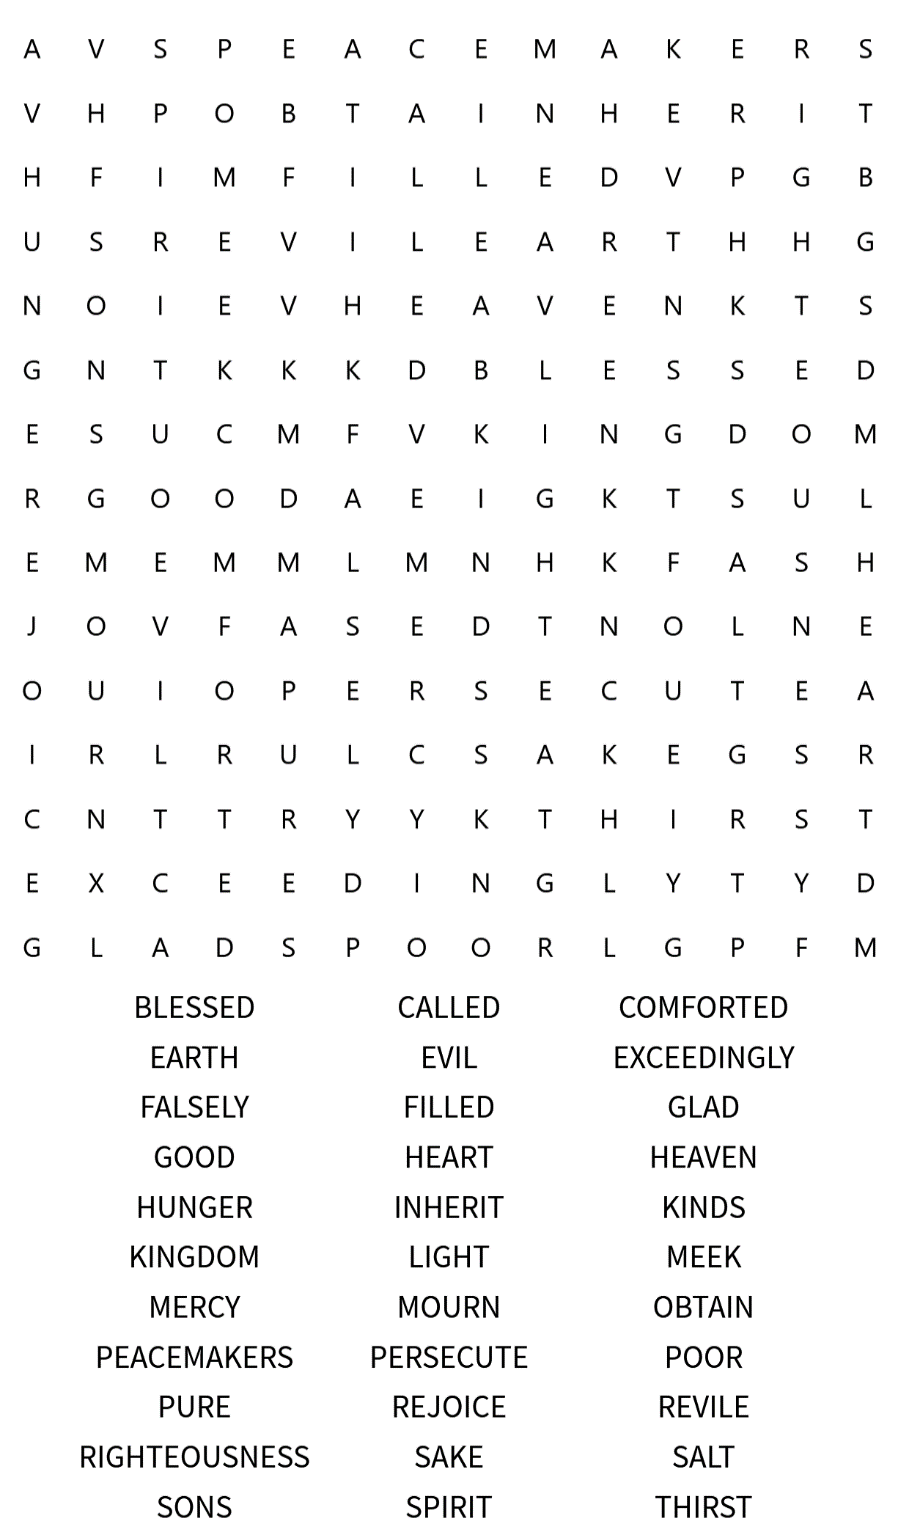 A V S P E A C E M A K E R S
V H P O B T A I N H E R I T
H F I M F I L L E D V P G B
U S R E V I L E A R T H H G
N O I E V H E A V E N K T S
G N T K K K D B L E S S E D
E S U C M F V K I N G D O M
R G O O D A E I G K T S U L
E M E M M L M N H K F A S H
J O V F A S E D T N O L N E
O U I O P E R S E C U T E A
I R L R U L C S A K E G S R
C N T T R Y Y K T H I R S T
E X C E E D I N G L Y T Y D
G L A D S P O O R L G P F M
BLESSED CALLED COMFORTED
EARTH EVIL EXCEEDINGLY
FALSELY FILLED GLAD
GOOD HEART HEAVEN
HUNGER INHERIT KINDS
KINGDOM LIGHT MEEK
MERCY MOURN OBTAIN
PEACEMAKERS PERSECUTE POOR
PURE REJOICE REVILE
RIGHTEOUSNESS SAKE SALT
SONS SPIRIT THIRST